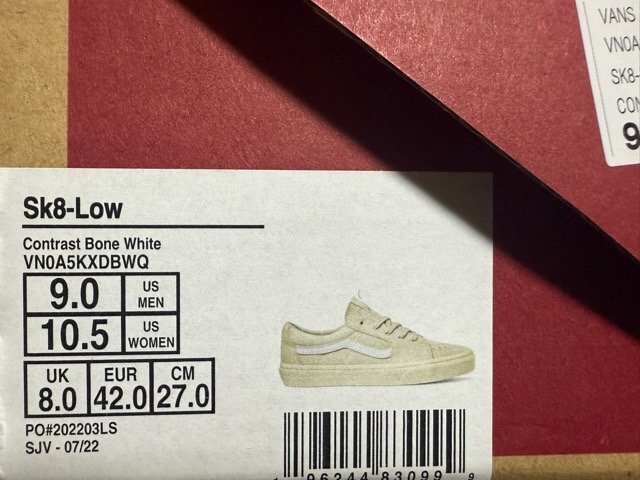 Sk8-Low
Contrast Bone White
VN0A5KXDBWQ
9.0 US MEN
10.5 US WOMEN
UK 8.0
EUR 42.0
CM 27.0
PO#202203LS
SJV - 07/22
96244 83099 9
VANS
VN0A
SK8-
CON
9